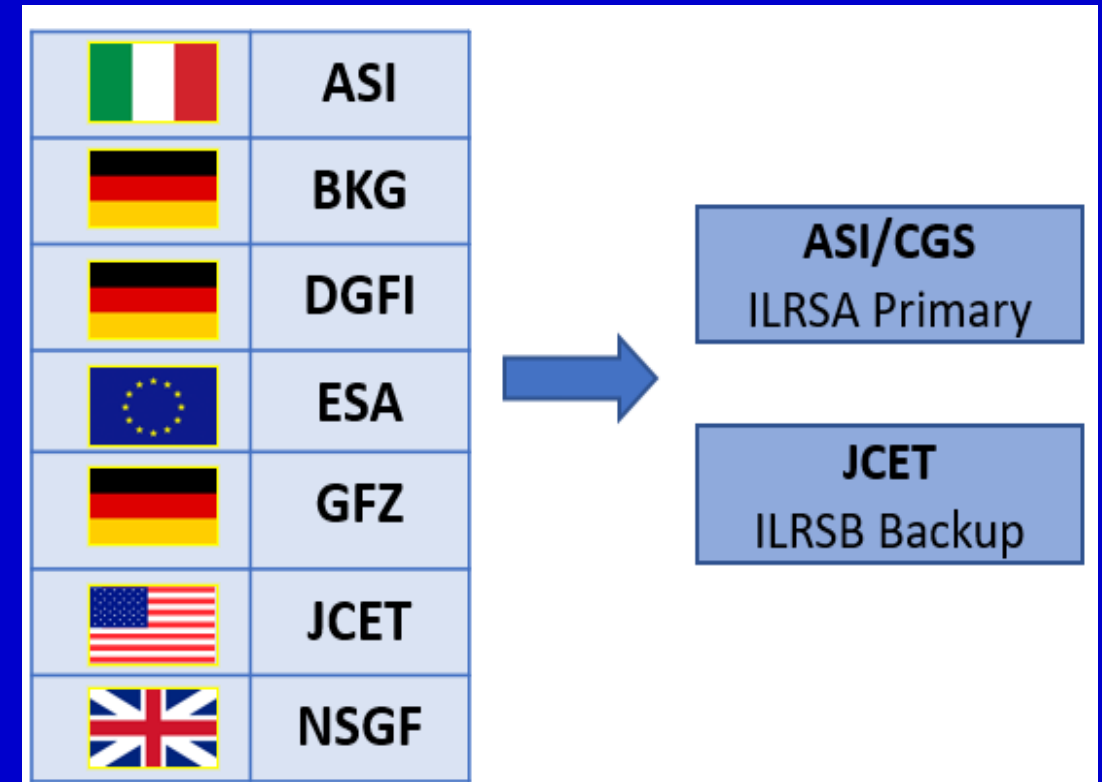 ASI
BKG
DGFI
ESA
GFZ
JCET
NSGF
ASI/CGS
ILRSA Primary
JCET
ILRSB Backup